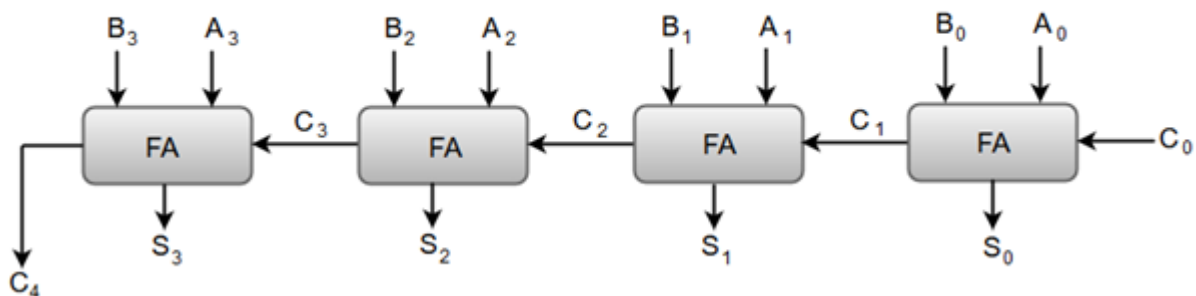 B3 A3 B2 A2 B1 A1 B0 A0
C3 C2 C1
FA FA FA FA C0
S3 S2 S1 S0
C4